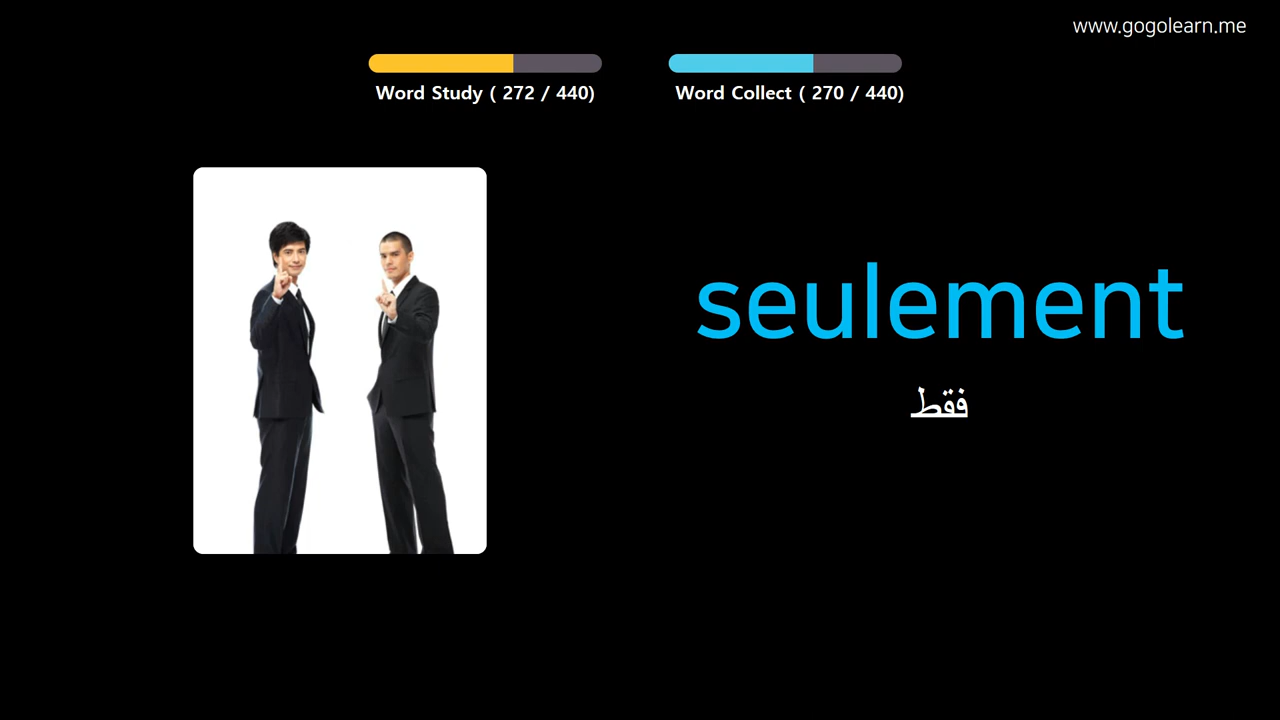 www.gogolearn.me
Word Study ( 272 / 440)
Word Collect ( 270 / 440)
seulement
فقط